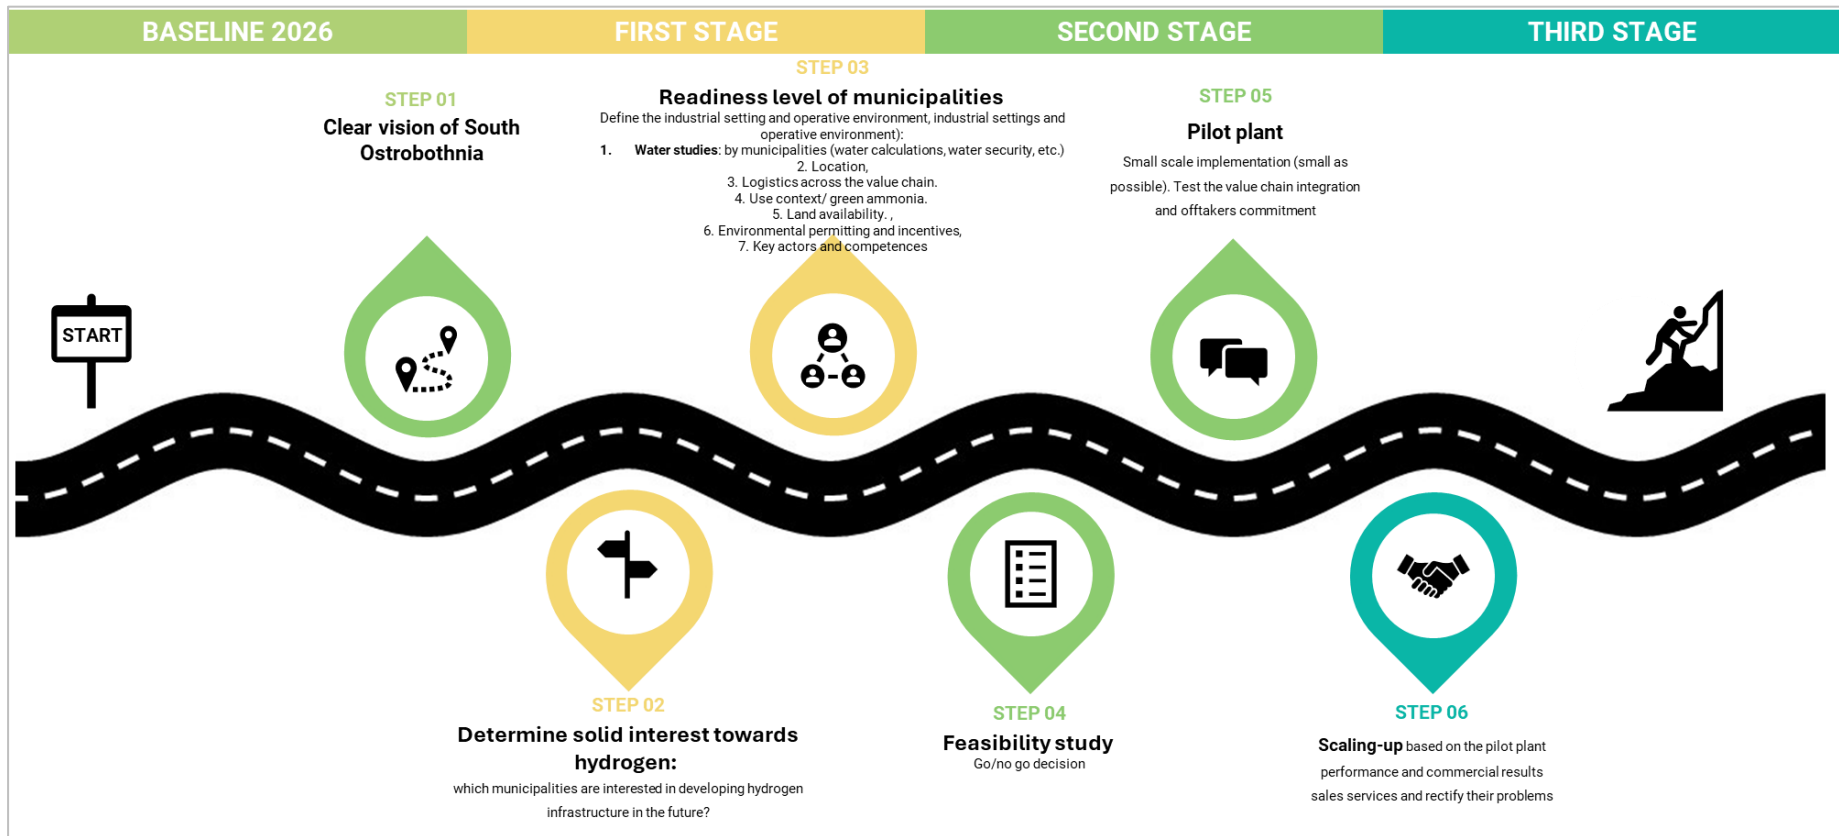 BASELINE 2026
FIRST STAGE
SECOND STAGE
THIRD STAGE
STEP 01
Clear vision of South
Ostrobothnia
STEP 03
Readiness level of municipalities
Define the industrial setting and operative environment, industrial settings and
operative environment):
1. Water studies: by municipalities (water calculations, water security, etc.)
2. Location,
3. Logistics across the value chain.
4. Use context/ green ammonia.
5. Land availability. ,
6. Environmental permitting and incentives,
7. Key actors and competences
STEP 05
Pilot plant
Small scale implementation (small as
possible). Test the value chain integration
and offtakers commitment
START
STEP 02
Determine solid interest towards
hydrogen:
which municipalities are interested in developing hydrogen
infrastructure in the future?
STEP 04
Feasibility study
Go/no go decision
STEP 06
Scaling-up based on the pilot plant
performance and commercial results
sales services and rectify their problems